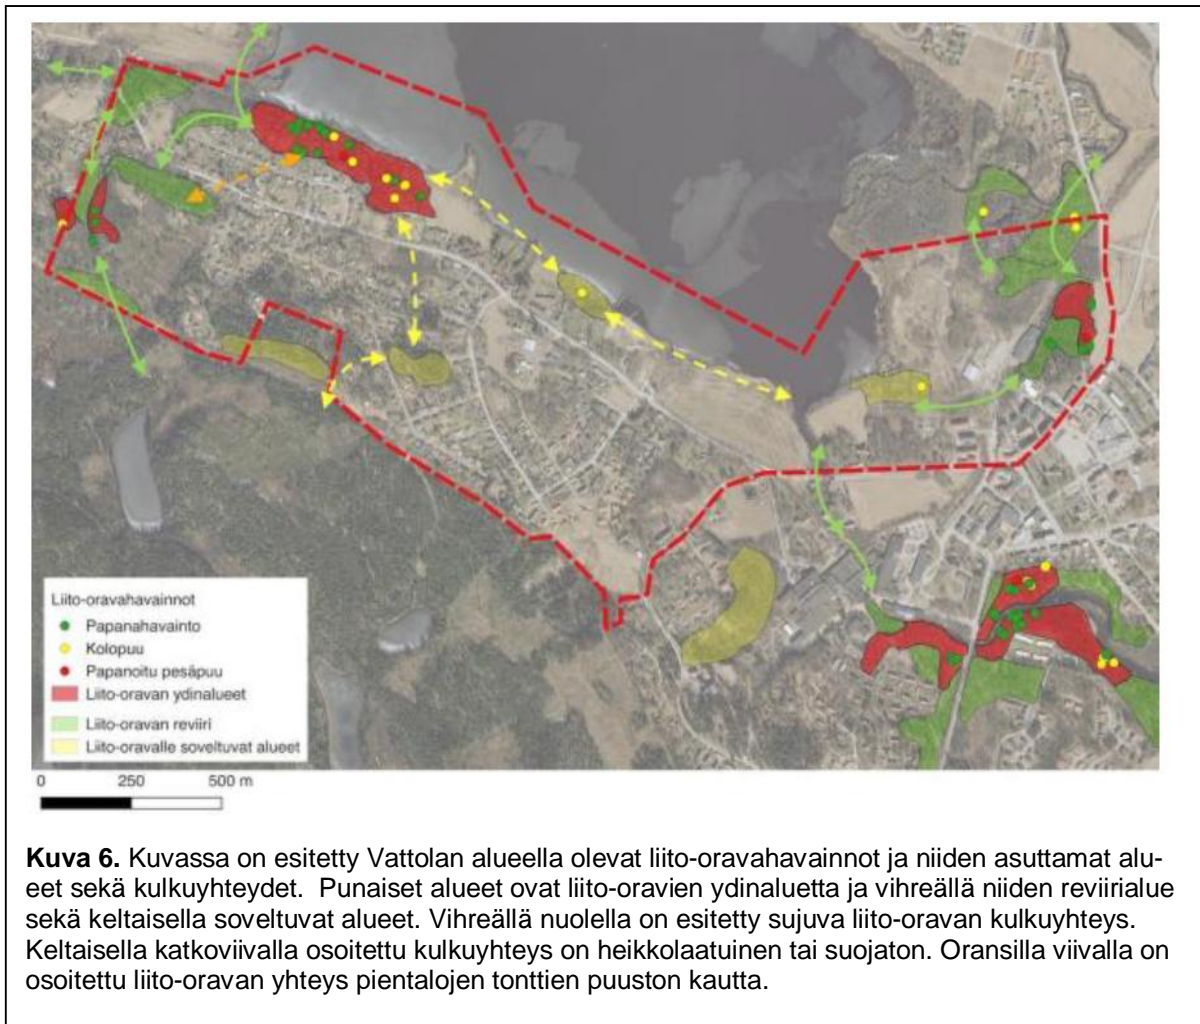 Liito-oravahavainnot
Papanahavainto
Kolopuu
Papanoitu pesäpuu
Liito-oravan ydinalueet
Liito-oravan reviiri
Liito-oravalle soveltuvat alueet
0 250 500 m
Kuva 6. Kuvassa on esitetty Vattolan alueella olevat liito-oravahavainnot ja niiden asuttamat alu-
eet sekä kulkuyhteydet. Punaiset alueet ovat liito-oravien ydinaluetta ja vihreällä niiden reviirialue
sekä keltaisella soveltuvat alueet. Vihreällä nuolella on esitetty sujuva liito-oravan kulkuyhteys.
Keltaisella katkoviivalla osoitettu kulkuyhteys on heikkolaatuinen tai suojaton. Oransilla viivalla on
osoitettu liito-oravan yhteys pientalojen tonttien puuston kautta.